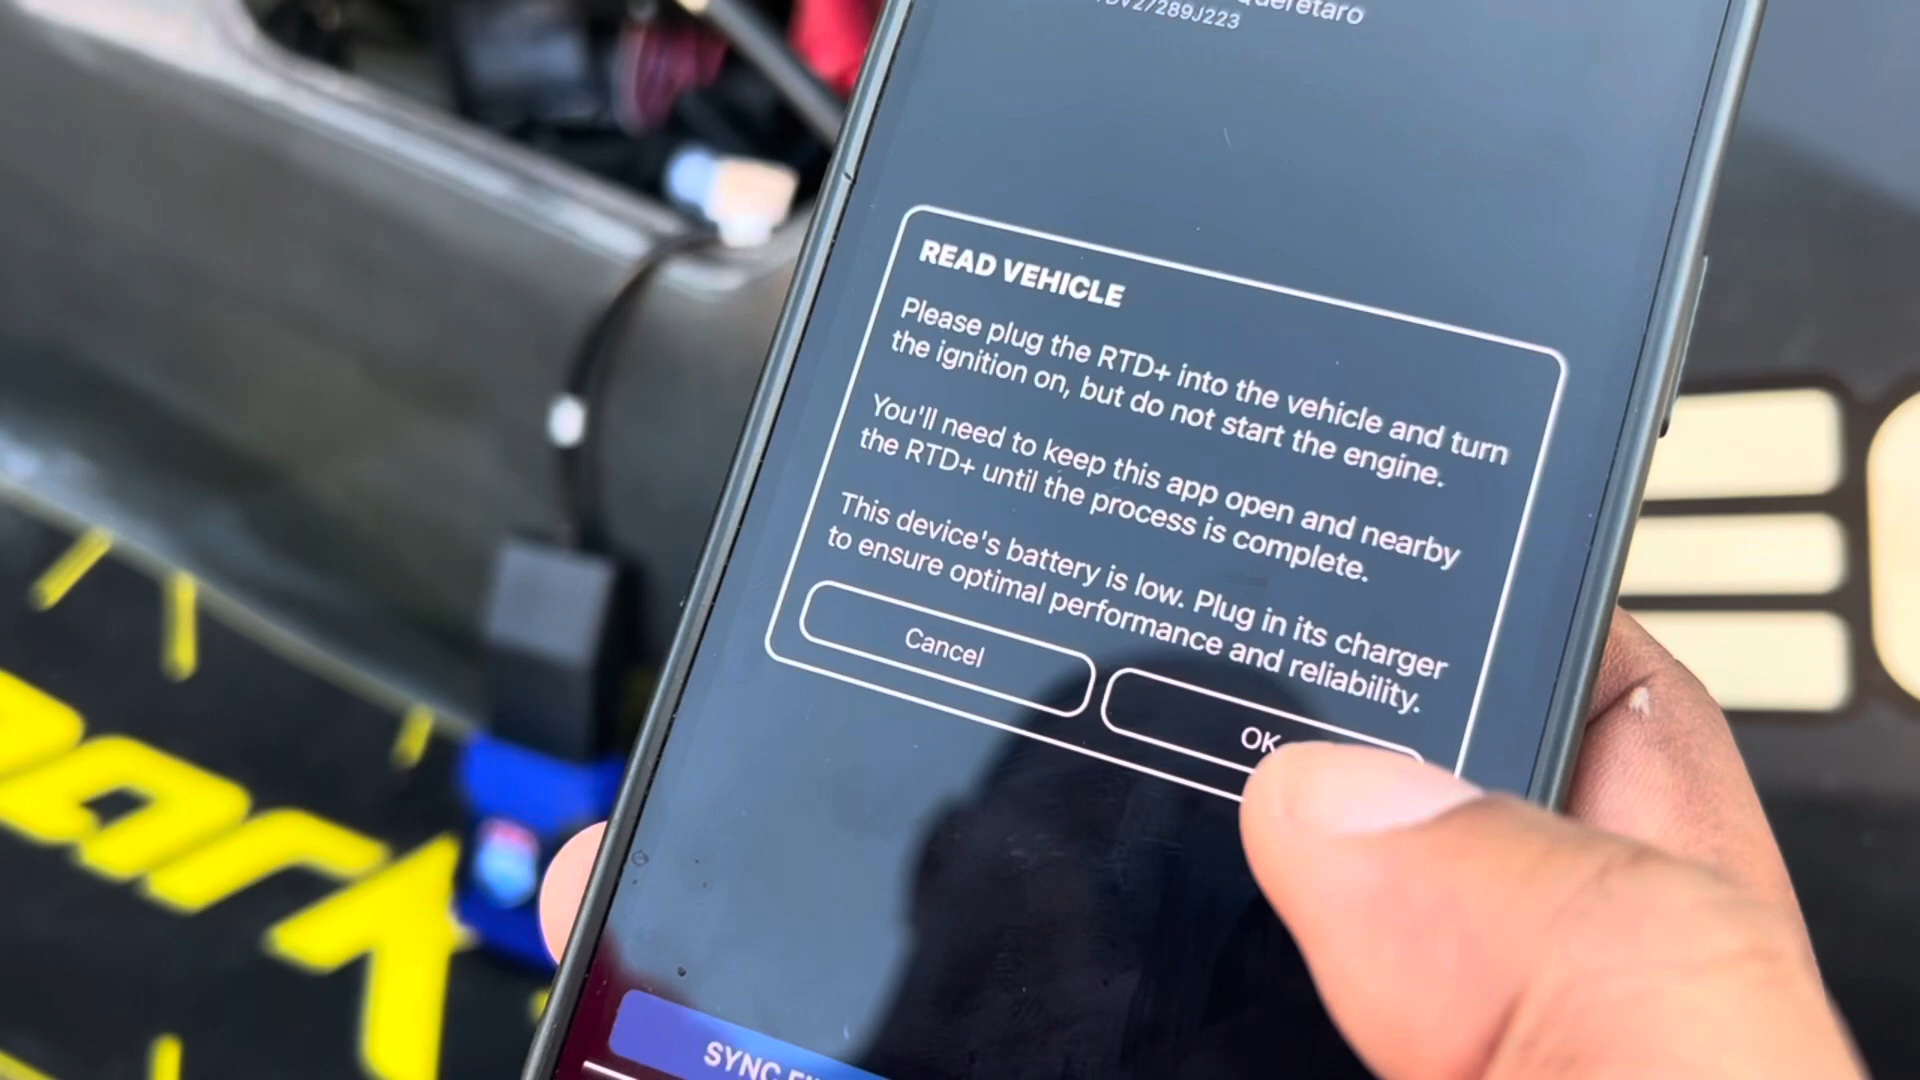 READ VEHICLE
Please plug the RTD+ into the vehicle and turn
the ignition on, but do not start the engine.
You'll need to keep this app open and nearby
the RTD+ until the process is complete.
This device's battery is low. Plug in its charger
to ensure optimal performance and reliability.
Cancel
OK
SYNC